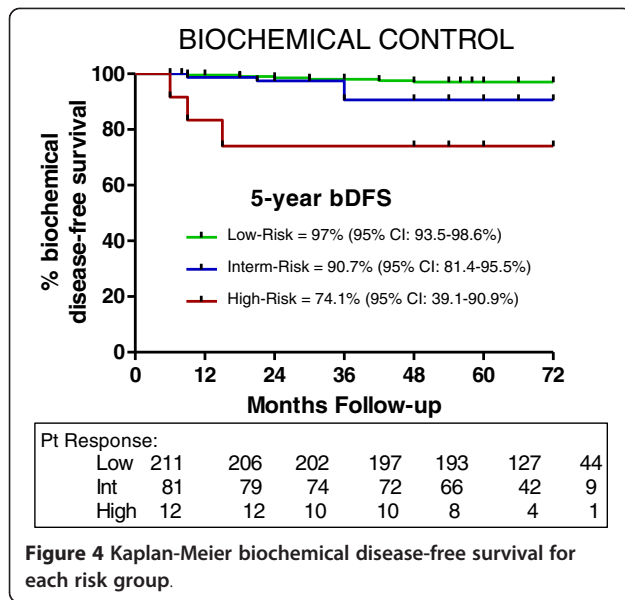 BIOCHEMICAL CONTROL
% biochemical
disease-free survival
100
80
60
40
20
0
5-year bDFS
Low-Risk = 97% (95% CI: 93.5-98.6%)
Interm-Risk = 90.7% (95% CI: 81.4-95.5%)
High-Risk = 74.1% (95% CI: 39.1-90.9%)
0 12 24 36 48 60 72
Months Follow-up
Pt Response:
Low 211 206 202 197 193 127 44
Int 81 79 74 72 66 42 9
High 12 12 10 10 8 4 1
Figure 4 Kaplan-Meier biochemical disease-free survival for
each risk group.